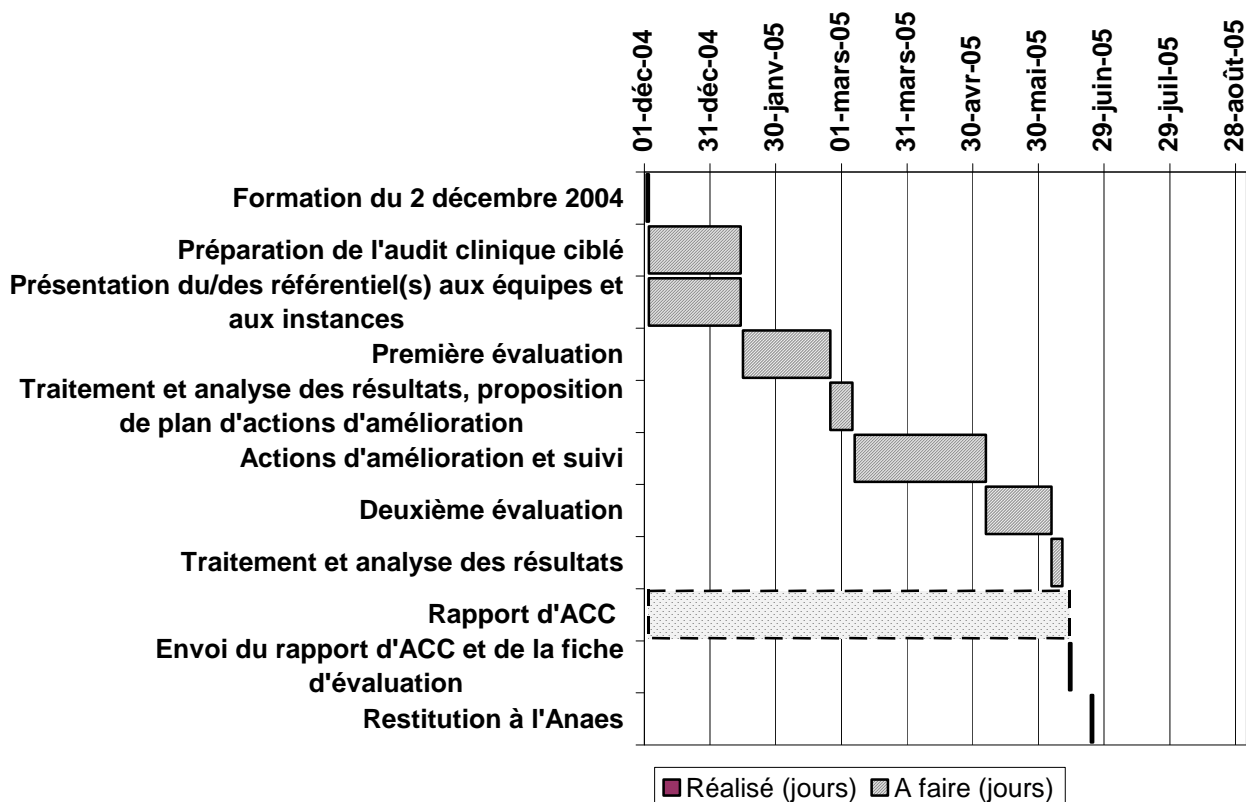 01-déc-04
31-déc-04
30-janv-05
01-mars-05
31-mars-05
30-avr-05
30-mai-05
29-juin-05
29-juil-05
28-août-05
Formation du 2 décembre 2004
Préparation de l'audit clinique ciblé
Présentation du/des référentiel(s) aux équipes et
aux instances
Première évaluation
Traitement et analyse des résultats, proposition
de plan d'actions d'amélioration
Actions d'amélioration et suivi
Deuxième évaluation
Traitement et analyse des résultats
Rapport d'ACC
Envoi du rapport d'ACC et de la fiche
d'évaluation
Restitution à l'Anaes
Réalisé (jours) A faire (jours)